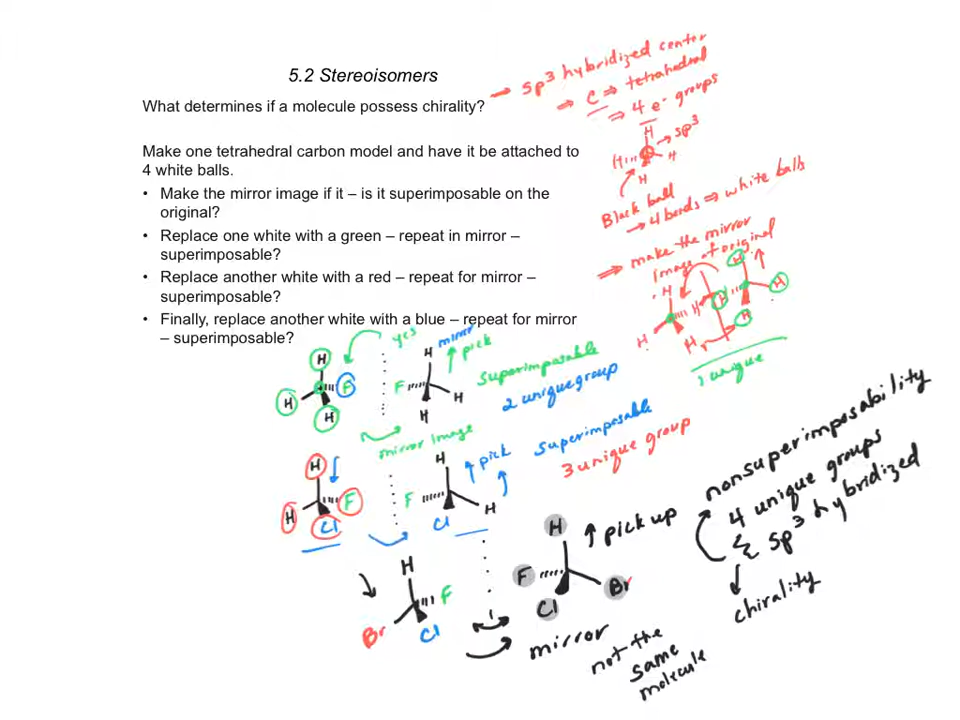 5.2 Stereoisomers
What determines if a molecule possess chirality?
→ sp³ hybridized center
⇒ C ⇒ tetrahedral
⇒ 4 e⁻ groups
H
→ sp³
H
H
H
Make one tetrahedral carbon model and have it be attached to
4 white balls.
Black ball
→ 4 bonds ⇒ white balls
• Make the mirror image if it – is it superimposable on the
original?
⇒ make the mirror
image of original
• Replace one white with a green – repeat in mirror –
superimposable?
• Replace another white with a red – repeat for mirror –
superimposable?
• Finally, replace another white with a blue – repeat for mirror
– superimposable?
H
H
H
H
H
H
H
H
1 unique
yes
mirror
pick
H
H
F
H
H
F
H
H
mirror image
Superimposable
2 unique group
H
F
H
Cl
H
F
H
Cl
pick
Superimposable
3 unique group
H
F
Br
Cl
H
F
Br
Cl
pick up
mirror
not the
same
molecule
nonsuperimposability
4 unique groups
& sp³ hybridized
chirality